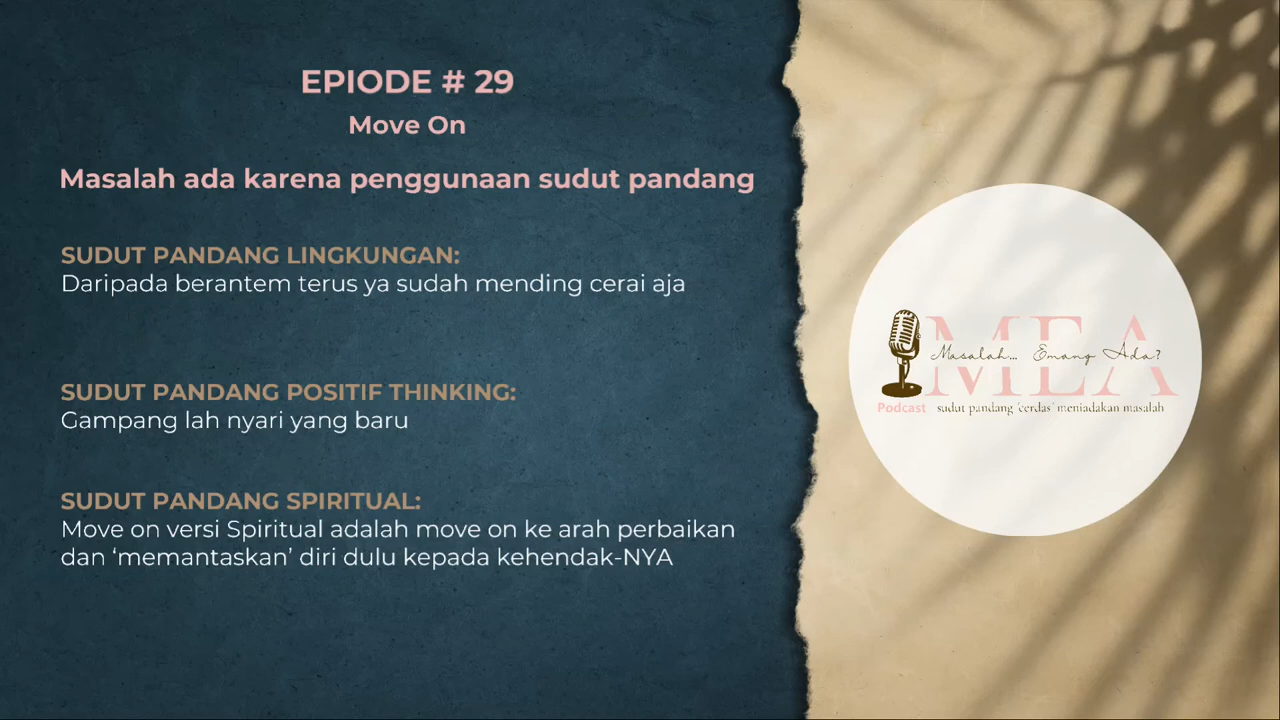 EPIODE # 29
Move On
Masalah ada karena penggunaan sudut pandang
SUDUT PANDANG LINGKUNGAN:
Daripada berantem terus ya sudah mending cerai aja
SUDUT PANDANG POSITIF THINKING:
Gampang lah nyari yang baru
SUDUT PANDANG SPIRITUAL:
Move on versi Spiritual adalah move on ke arah perbaikan
dan ‘memantaskan’ diri dulu kepada kehendak-NYA
MEA
Masalah... Emang Ada?
Podcast sudut pandang 'cerdas' meniadakan masalah